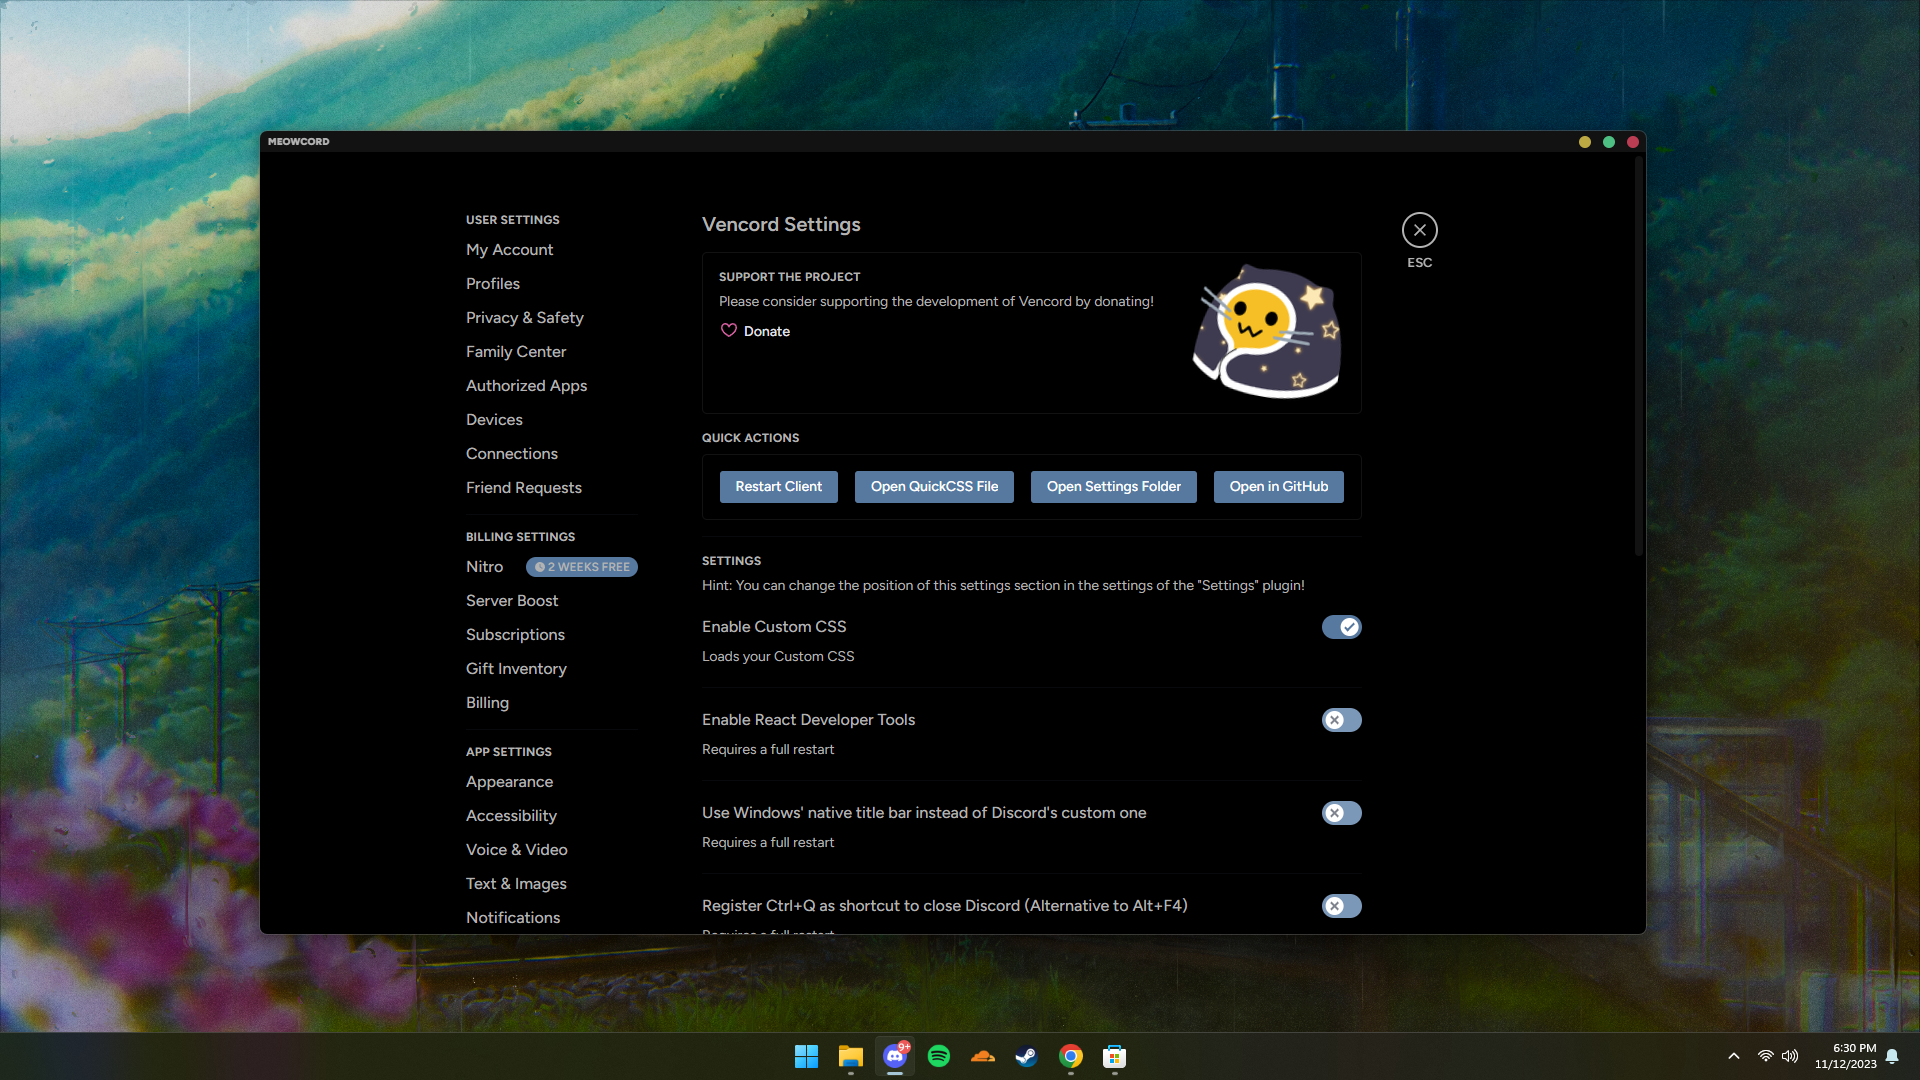 MEOWCORD
USER SETTINGS
My Account
Profiles
Privacy & Safety
Family Center
Authorized Apps
Devices
Connections
Friend Requests
BILLING SETTINGS
Nitro 2 WEEKS FREE
Server Boost
Subscriptions
Gift Inventory
Billing
APP SETTINGS
Appearance
Accessibility
Voice & Video
Text & Images
Notifications
Vencord Settings
SUPPORT THE PROJECT
Please consider supporting the development of Vencord by donating!
Donate
QUICK ACTIONS
Restart Client Open QuickCSS File Open Settings Folder Open in GitHub
SETTINGS
Hint: You can change the position of this settings section in the settings of the "Settings" plugin!
Enable Custom CSS
Loads your Custom CSS
Enable React Developer Tools
Requires a full restart
Use Windows' native title bar instead of Discord's custom one
Requires a full restart
Register Ctrl+Q as shortcut to close Discord (Alternative to Alt+F4)
Requires a full restart
ESC
9+
6:30 PM
11/12/2023